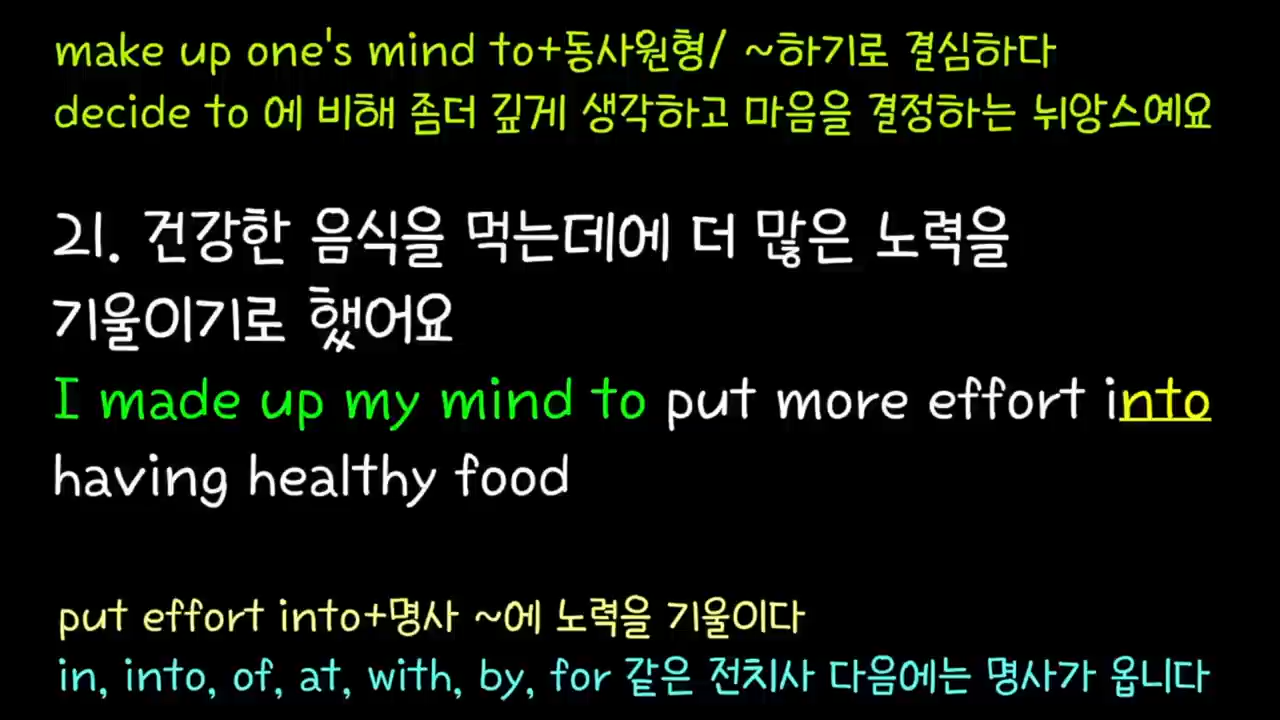 make up one's mind to+동사원형/ ~하기로 결심하다
decide to 에 비해 좀더 깊게 생각하고 마음을 결정하는 뉘앙스예요
21. 건강한 음식을 먹는데에 더 많은 노력을
기울이기로 했어요
I made up my mind to put more effort into
having healthy food
put effort into+명사 ~에 노력을 기울이다
in, into, of, at, with, by, for 같은 전치사 다음에는 명사가 옵니다